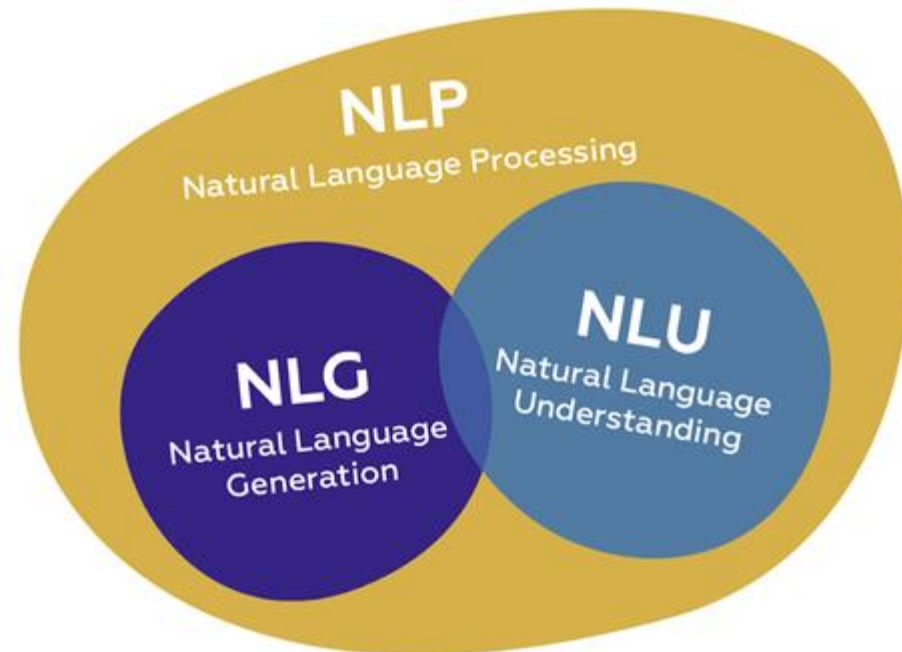 NLP
Natural Language Processing
NLG
Natural Language
Generation
NLU
Natural Language
Understanding